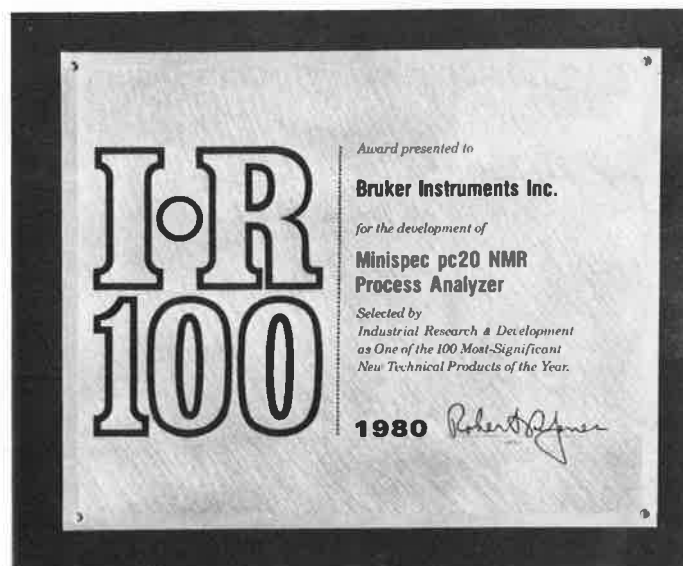 I·R
100
Award presented to
Bruker Instruments Inc.
for the development of
Minispec pc20 NMR
Process Analyzer
Selected by
Industrial Research & Development
as One of the 100 Most-Significant
New Technical Products of the Year.
1980